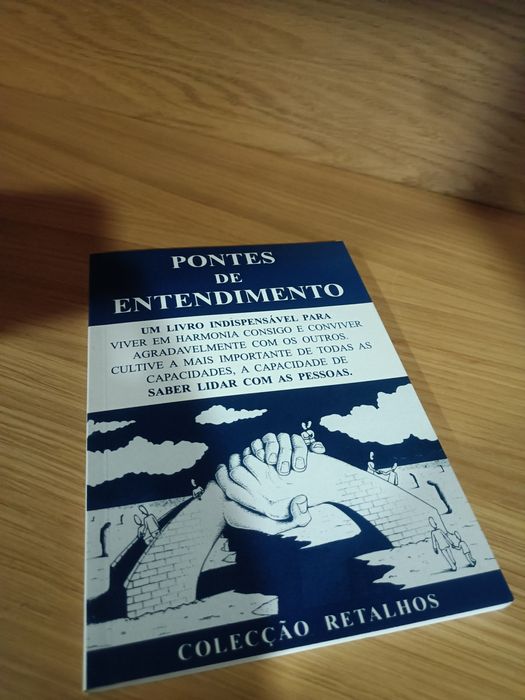 PONTES
DE
ENTENDIMENTO
UM LIVRO INDISPENSÁVEL PARA
VIVER EM HARMONIA CONSIGO E CONVIVER
AGRADAVELMENTE COM OS OUTROS.
CULTIVE A MAIS IMPORTANTE DE TODAS AS
CAPACIDADES, A CAPACIDADE DE
SABER LIDAR COM AS PESSOAS.
COLECÇÃO RETALHOS